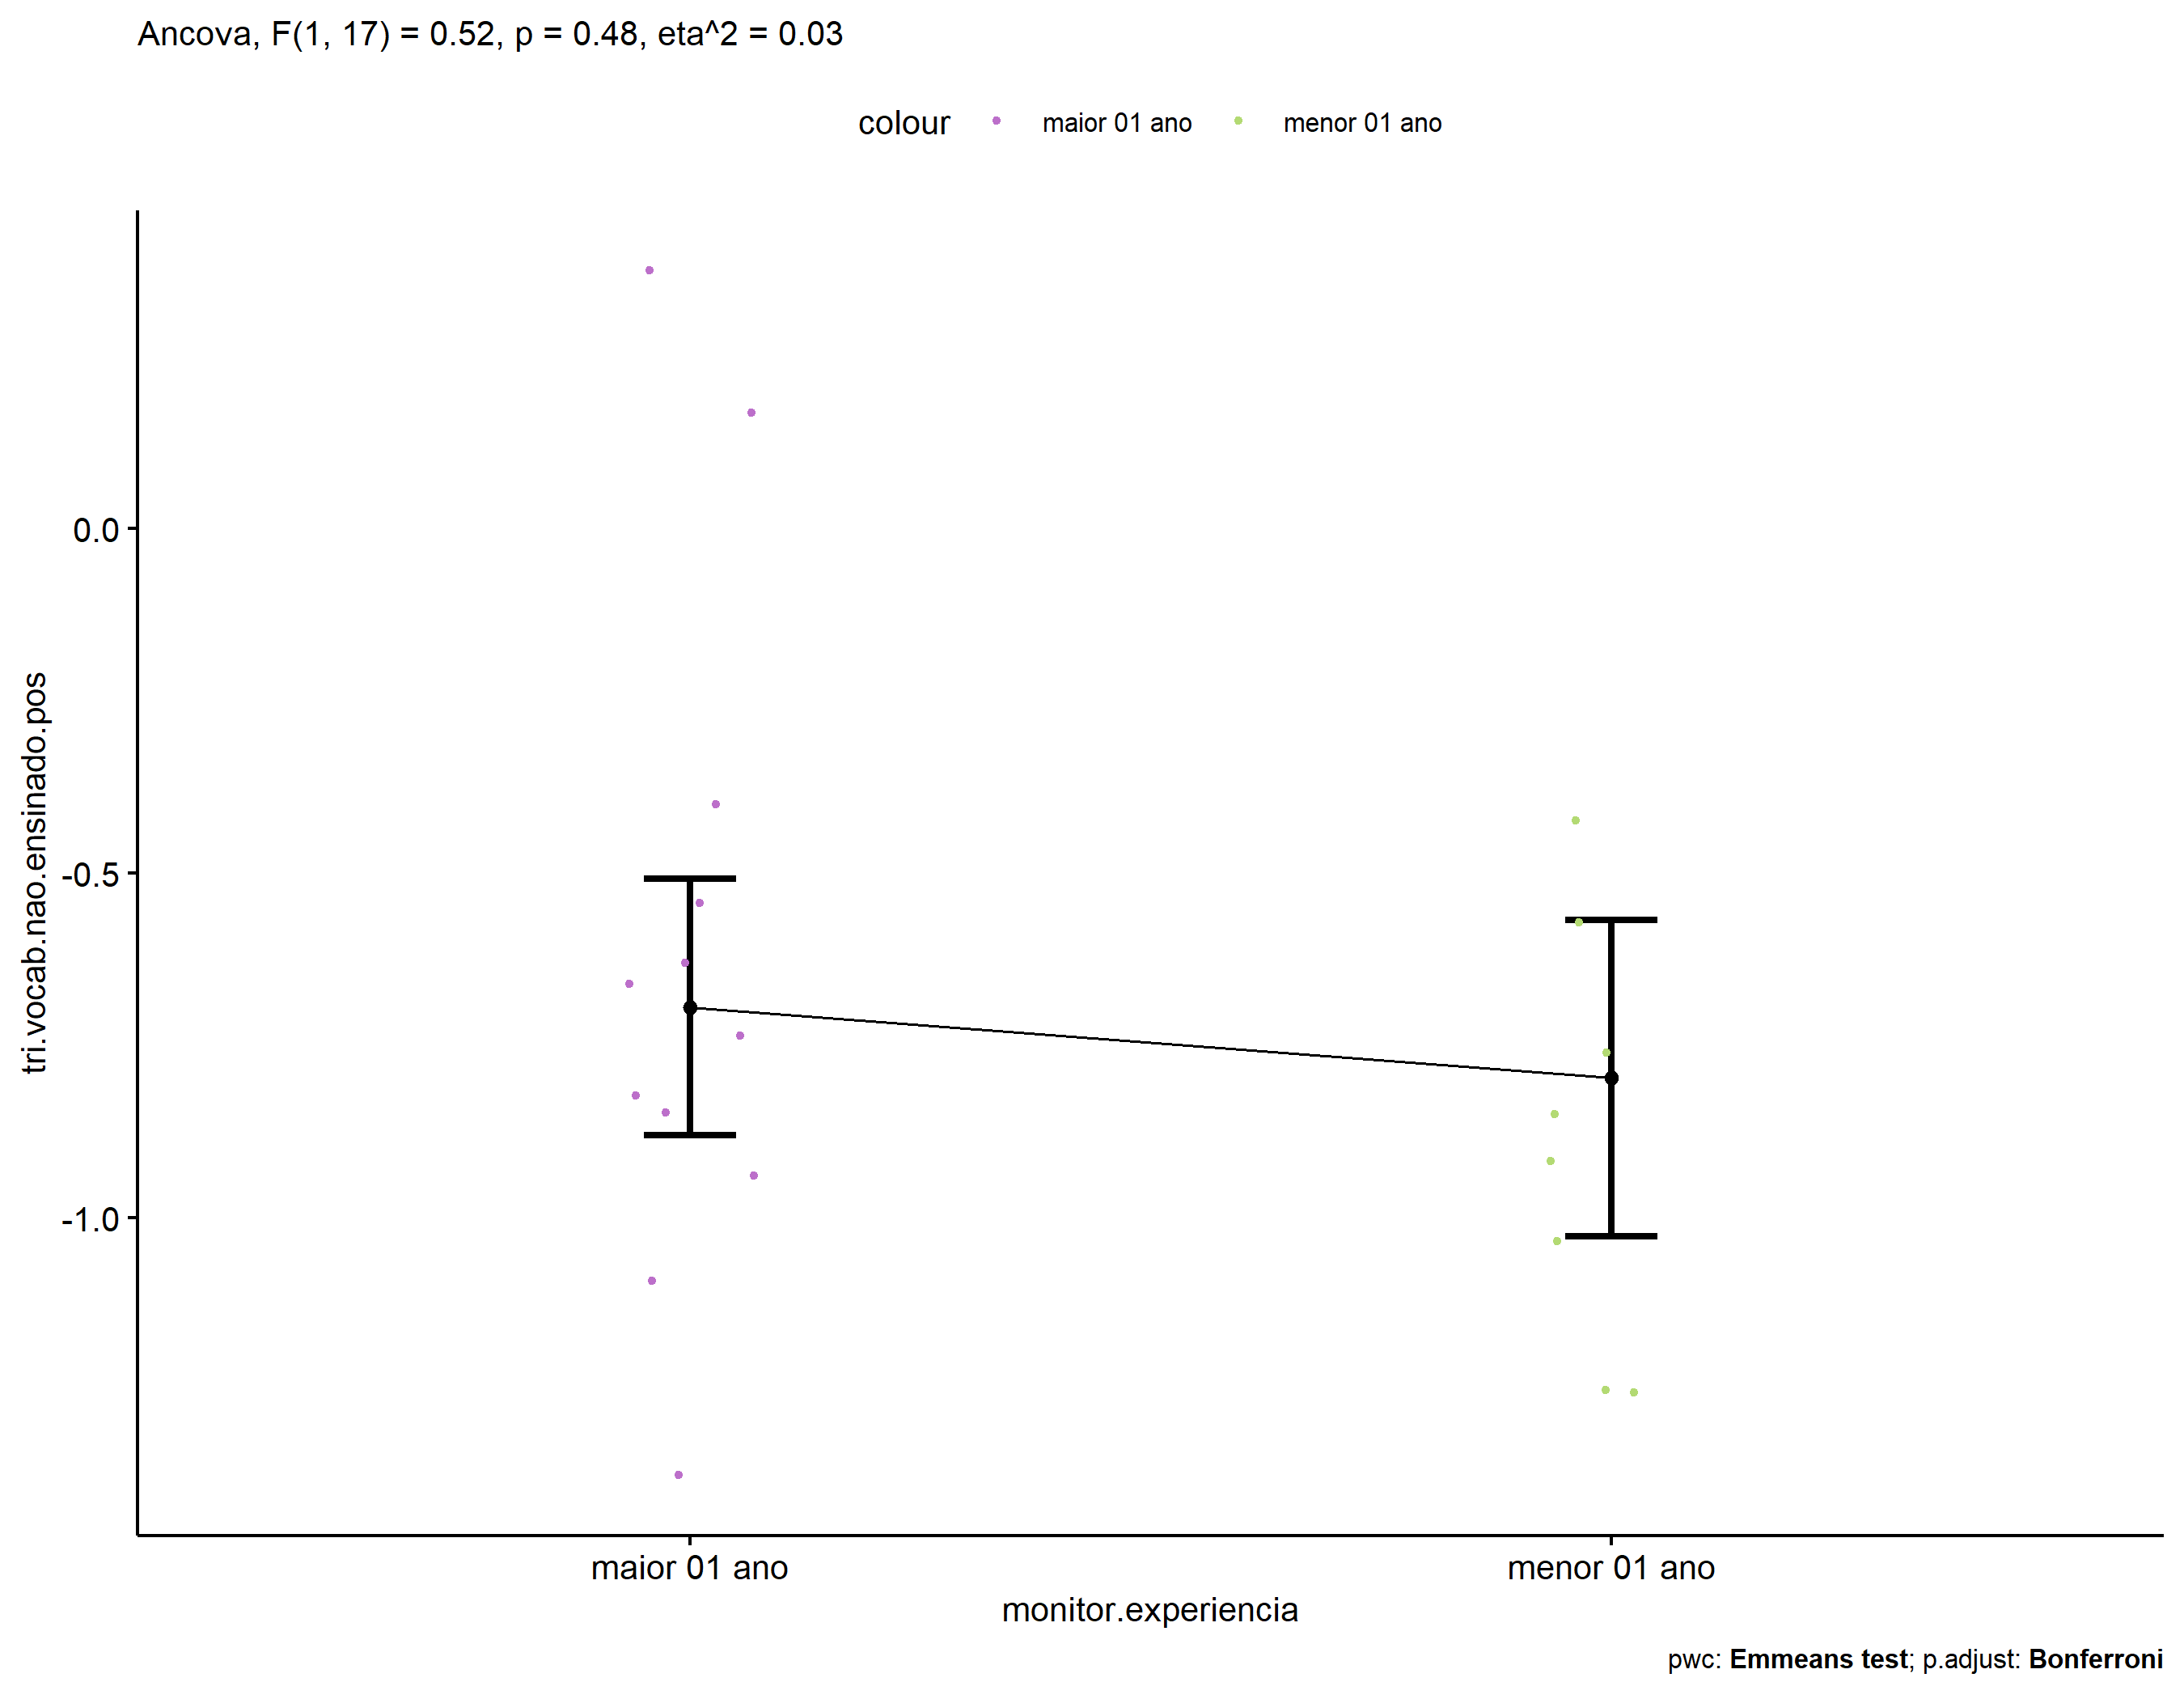 Ancova, F(1, 17) = 0.52, p = 0.48, eta^2 = 0.03
colour maior 01 ano menor 01 ano
tri.vocab.nao.ensinado.pos
0.0
-0.5
-1.0
maior 01 ano menor 01 ano
monitor.experiencia
pwc: Emmeans test; p.adjust: Bonferroni